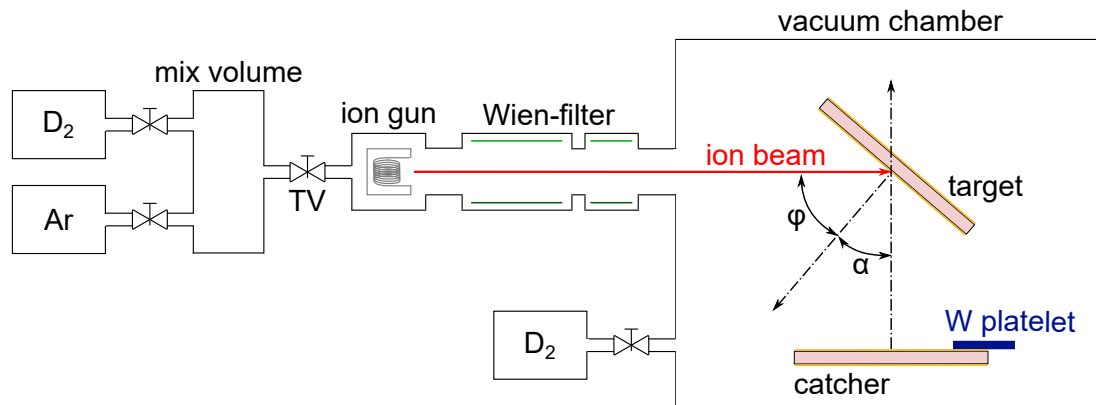 vacuum chamber
mix volume
D₂
ion gun
Wien-filter
ion beam
target
TV
Ar
φ
α
D₂
W platelet
catcher